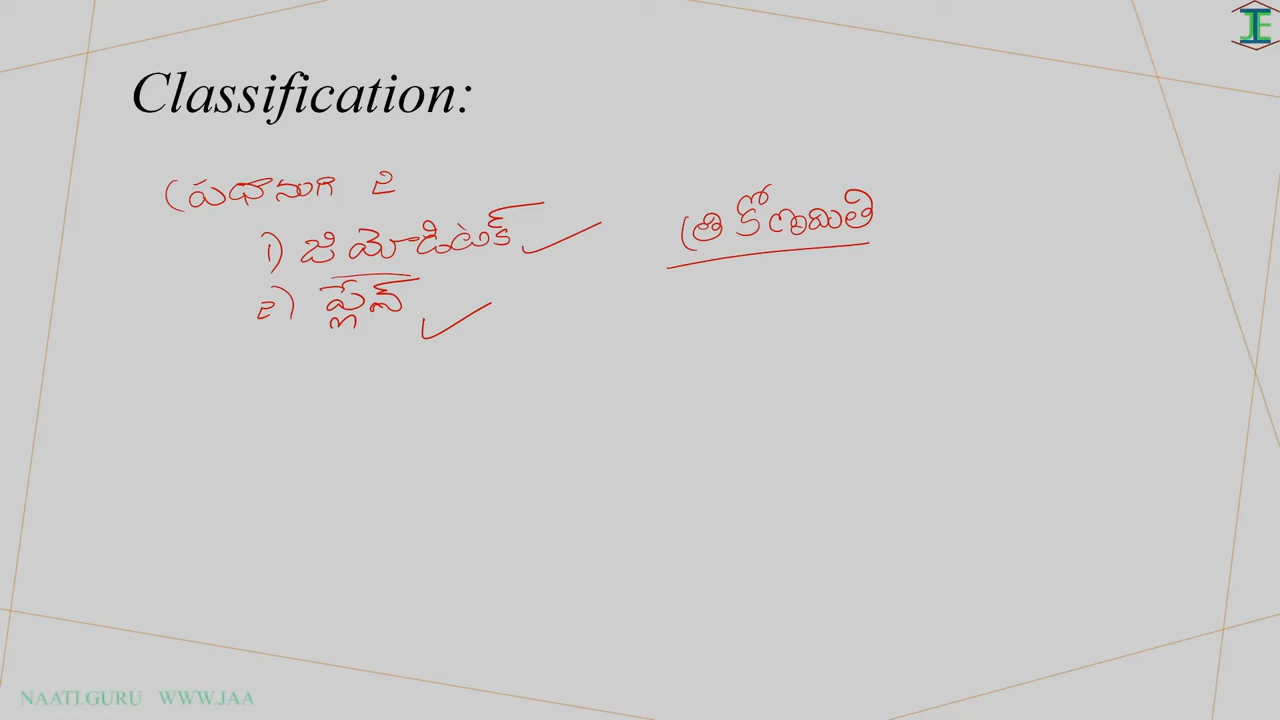 Classification:
ప్రధానంగా 2
1) జియోడిటిక్
త్రికోణమితి
2) ప్లేన్
NAATI.GURU WWW.JAA